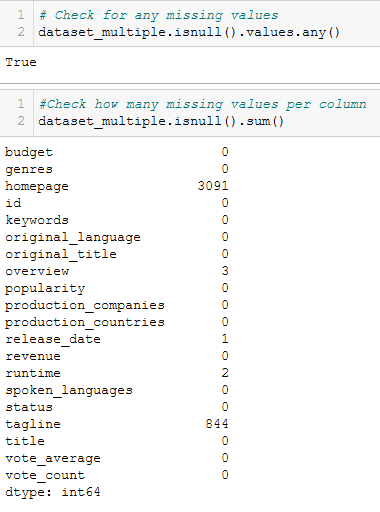 1 # Check for any missing values
2 dataset_multiple.isnull().values.any()
True
1 #Check how many missing values per column
2 dataset_multiple.isnull().sum()
budget 0
genres 0
homepage 3091
id 0
keywords 0
original_language 0
original_title 0
overview 3
popularity 0
production_companies 0
production_countries 0
release_date 1
revenue 0
runtime 2
spoken_languages 0
status 0
tagline 844
title 0
vote_average 0
vote_count 0
dtype: int64